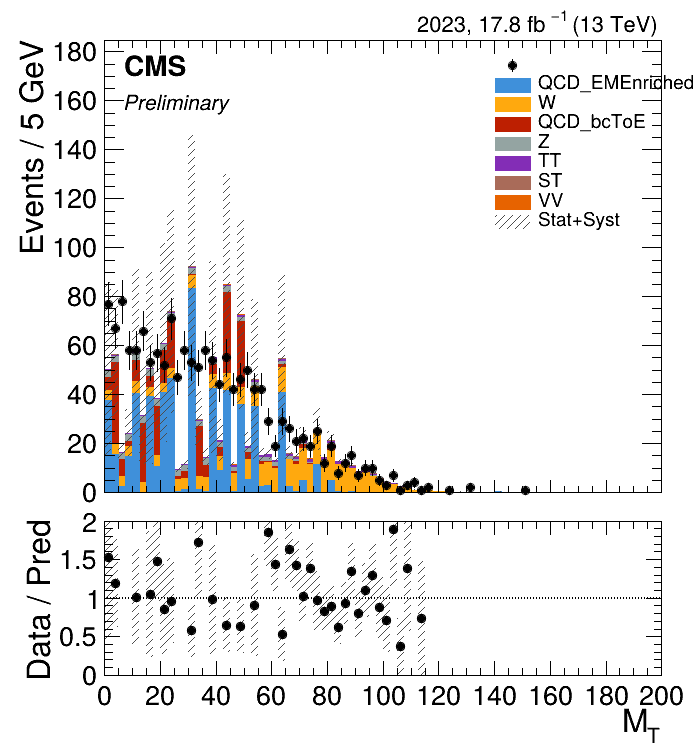 2023, 17.8 fb⁻¹ (13 TeV)
CMS
Preliminary
QCD_EMEnriched
W
QCD_bcToE
Z
TT
ST
VV
Stat+Syst
Events / 5 GeV
180
160
140
120
100
80
60
40
20
0
Data / Pred
2
1.5
1
0.5
0
0 20 40 60 80 100 120 140 160 180 200
M_T